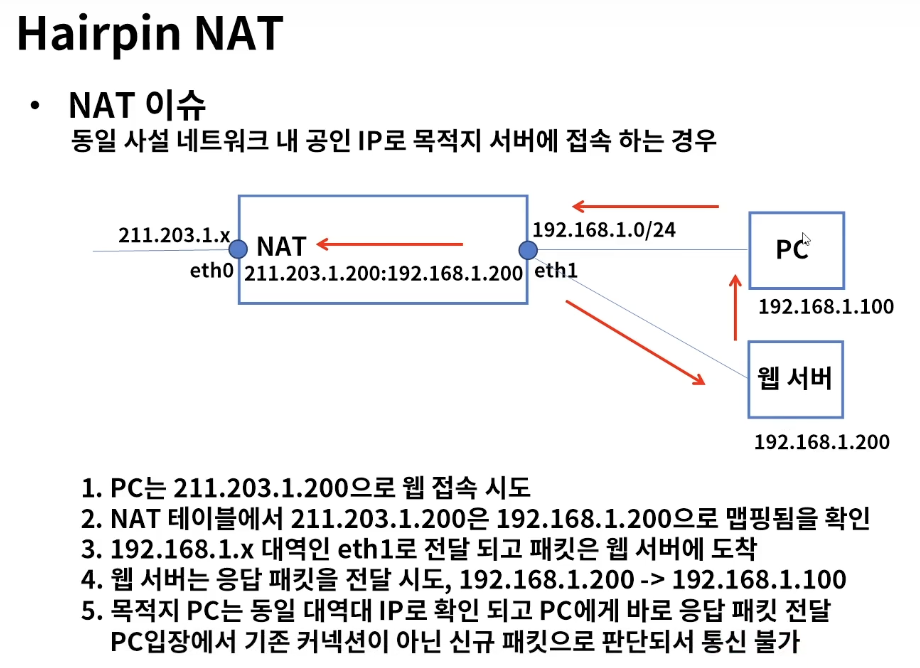 Hairpin NAT
• NAT 이슈
동일 사설 네트워크 내 공인 IP로 목적지 서버에 접속 하는 경우
211.203.1.x
NAT
192.168.1.0/24
PC
eth0
211.203.1.200:192.168.1.200
eth1
192.168.1.100
웹 서버
192.168.1.200
1. PC는 211.203.1.200으로 웹 접속 시도
2. NAT 테이블에서 211.203.1.200은 192.168.1.200으로 맵핑됨을 확인
3. 192.168.1.x 대역인 eth1로 전달 되고 패킷은 웹 서버에 도착
4. 웹 서버는 응답 패킷을 전달 시도, 192.168.1.200 -> 192.168.1.100
5. 목적지 PC는 동일 대역대 IP로 확인 되고 PC에게 바로 응답 패킷 전달
PC입장에서 기존 커넥션이 아닌 신규 패킷으로 판단되서 통신 불가